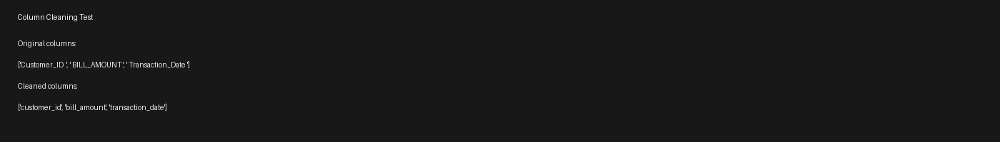 Column Cleaning Test
Original columns:
['Customer_ID ', ' BILL_AMOUNT', ' Transaction_Date ']
Cleaned columns:
['customer_id', 'bill_amount', 'transaction_date']